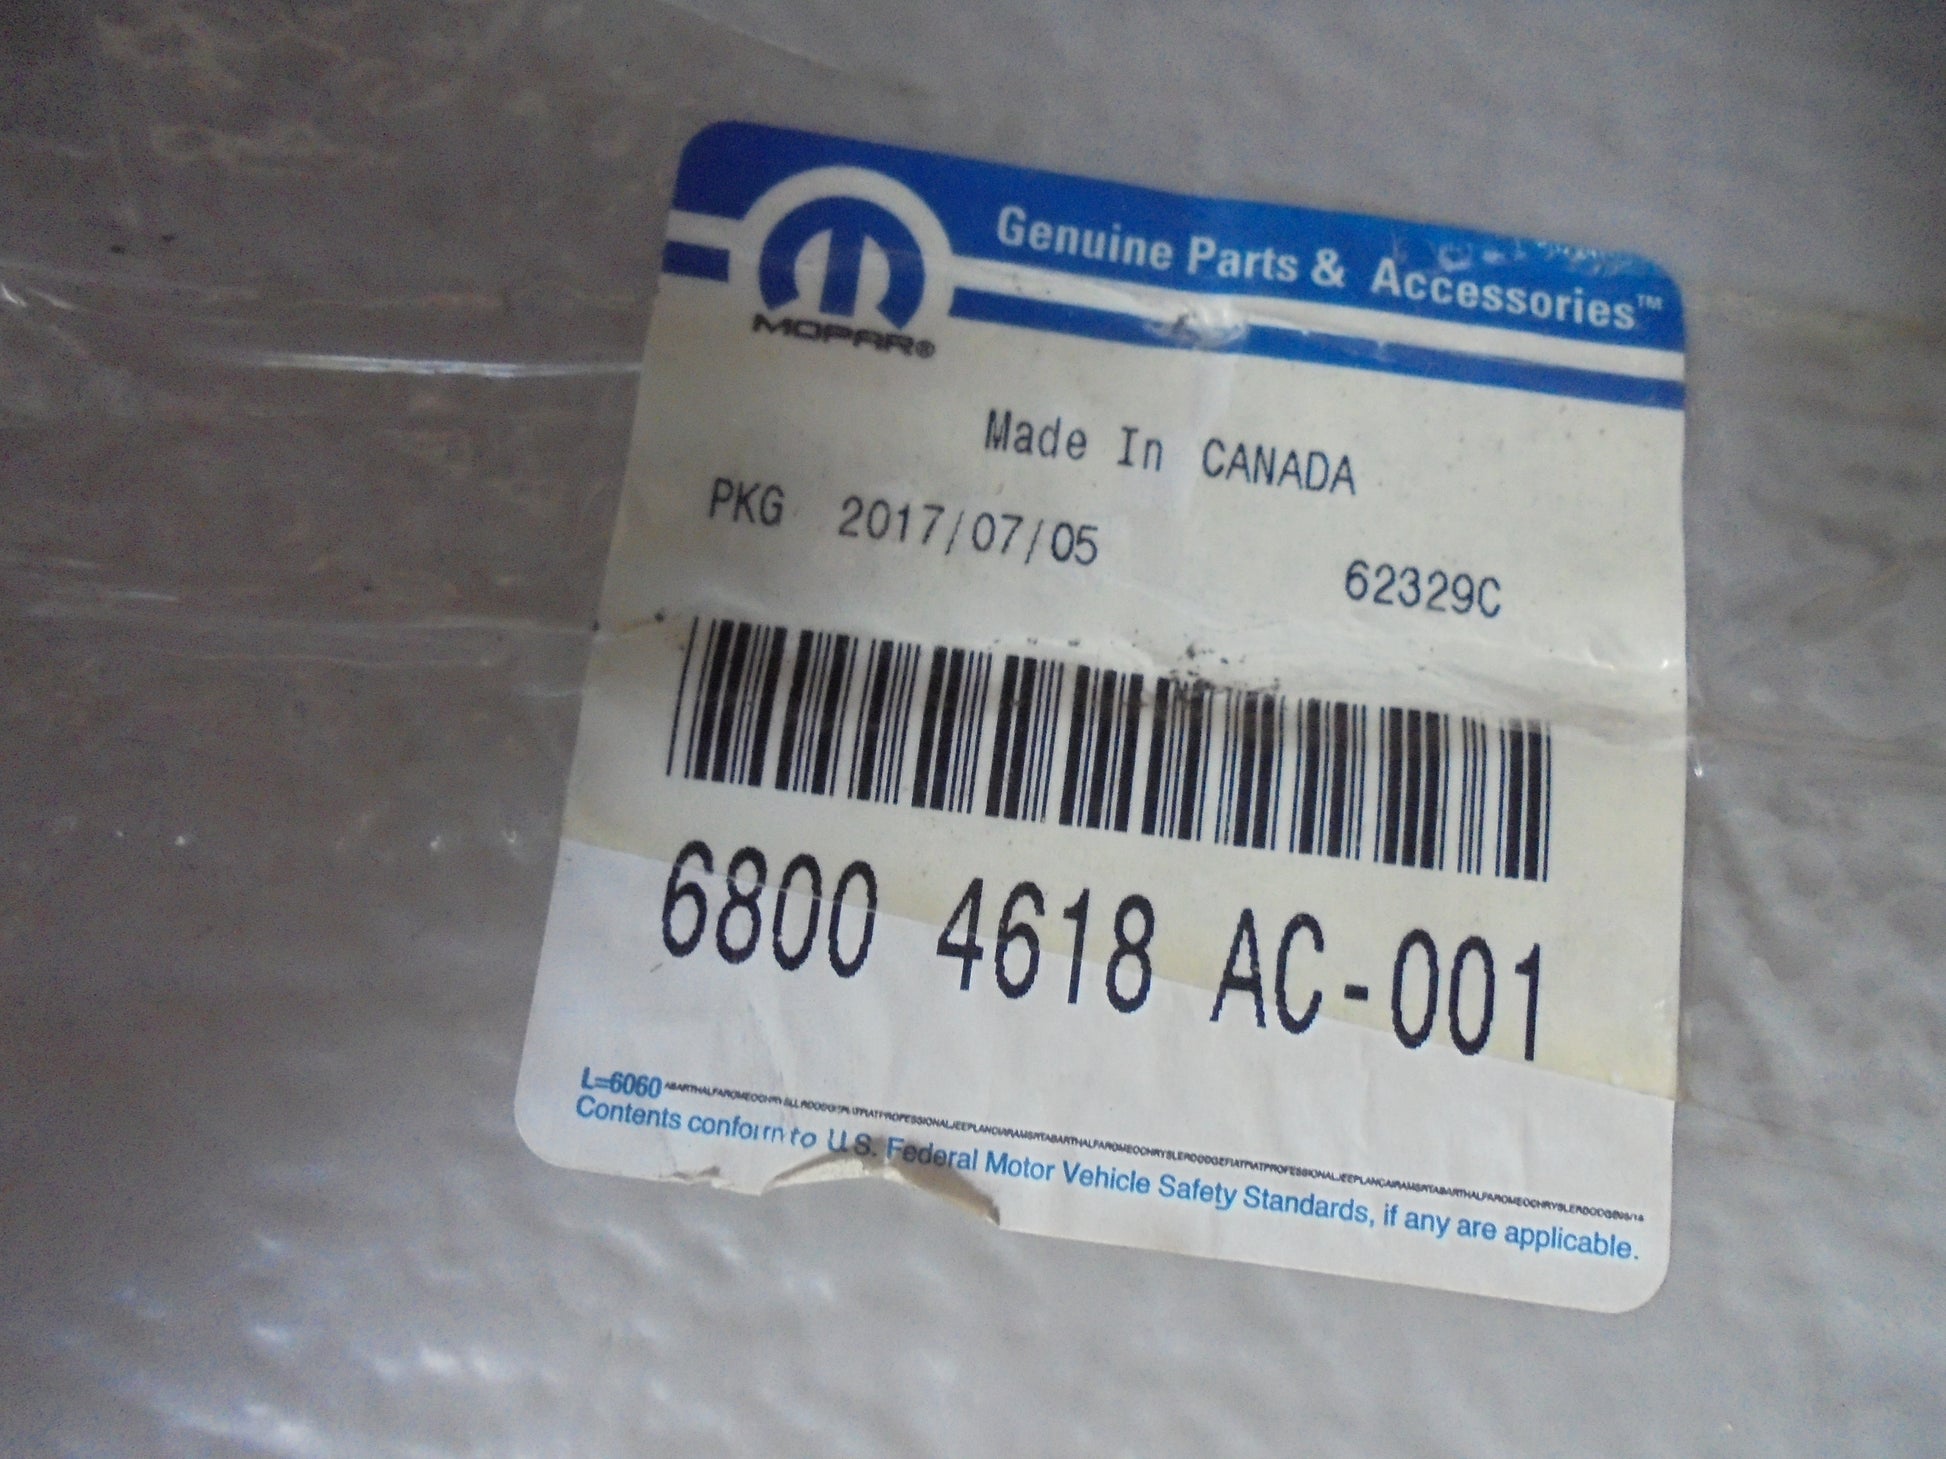 Genuine Parts & Accessories™
MOPAR®
Made In CANADA
PKG 2017/07/05
62329C
6800 4618 AC-001
L=6060
Contents conform to U.S. Federal Motor Vehicle Safety Standards, if any are applicable.